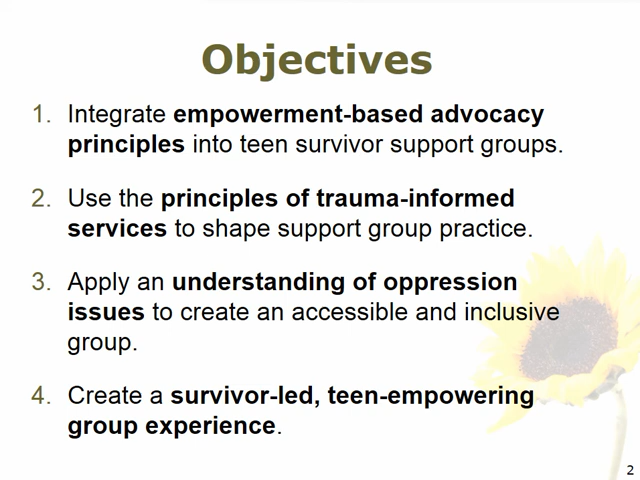 Objectives
1. Integrate empowerment-based advocacy
principles into teen survivor support groups.
2. Use the principles of trauma-informed
services to shape support group practice.
3. Apply an understanding of oppression
issues to create an accessible and inclusive
group.
4. Create a survivor-led, teen-empowering
group experience.
2